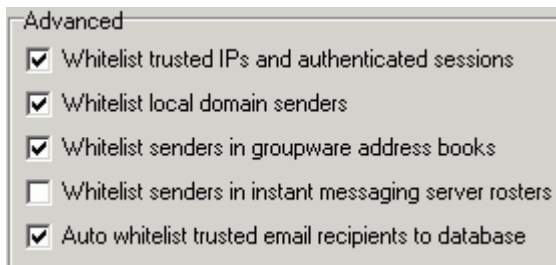 Advanced
Whitelist trusted IPs and authenticated sessions
Whitelist local domain senders
Whitelist senders in groupware address books
Whitelist senders in instant messaging server rosters
Auto whitelist trusted email recipients to database